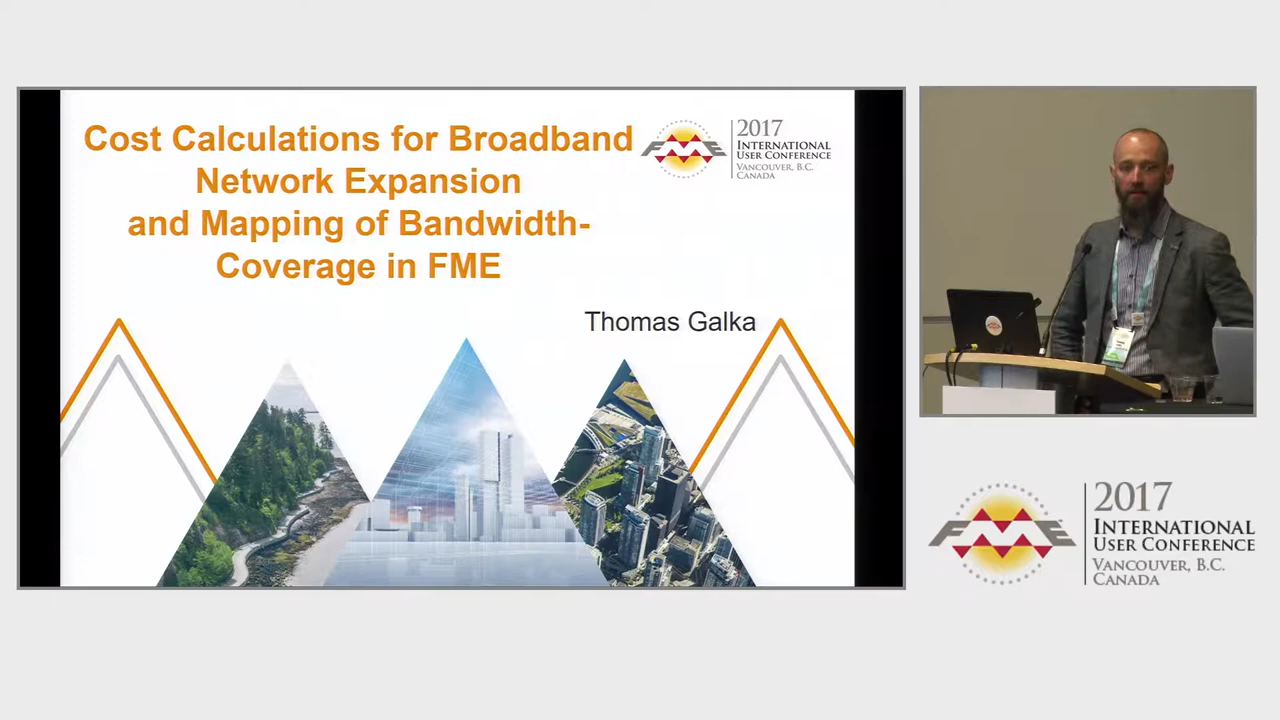 Cost Calculations for Broadband
Network Expansion
and Mapping of Bandwidth-
Coverage in FME
Thomas Galka
FME
2017
INTERNATIONAL
USER CONFERENCE
VANCOUVER, B.C.
CANADA
FME
2017
INTERNATIONAL
USER CONFERENCE
VANCOUVER, B.C.
CANADA